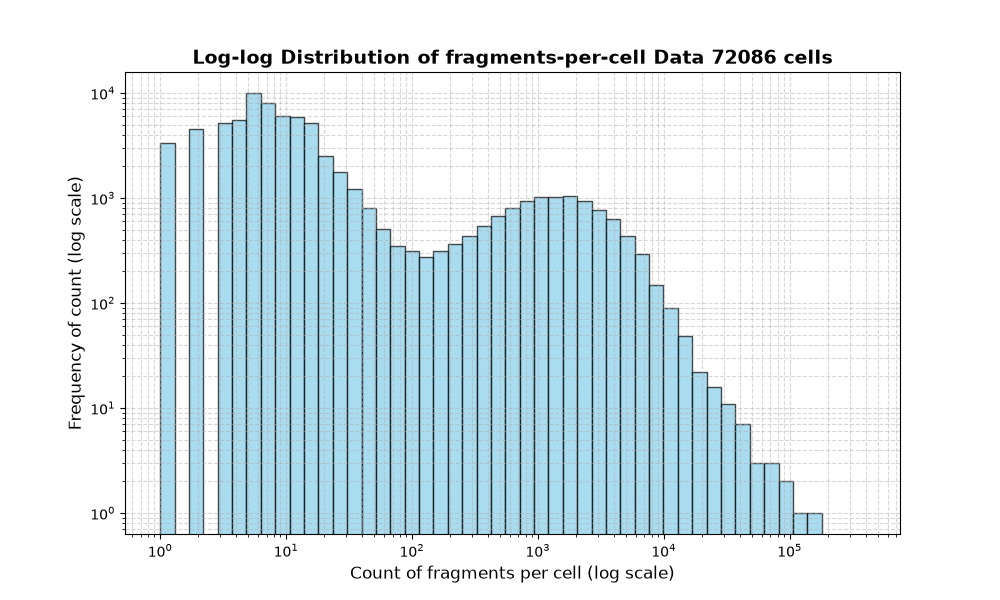 Log-log Distribution of fragments-per-cell Data 72086 cells
Frequency of count (log scale)
10⁴
10³
10²
10¹
10⁰
10⁰ 10¹ 10² 10³ 10⁴ 10⁵
Count of fragments per cell (log scale)